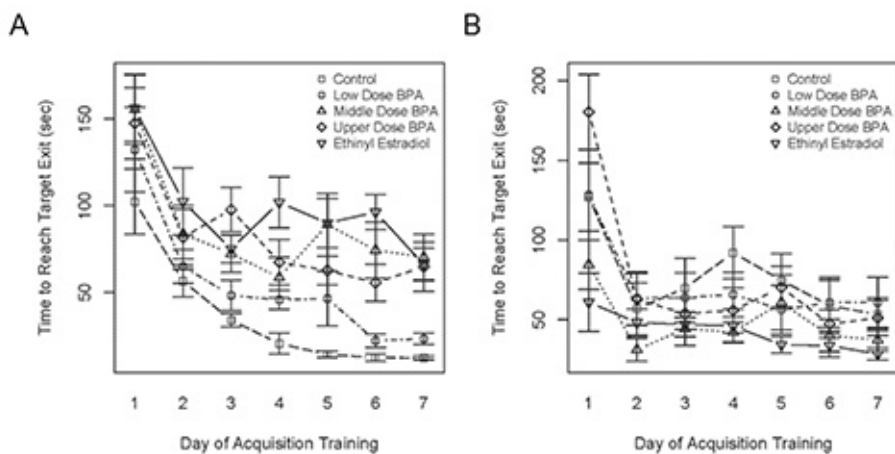 A
Time to Reach Target Exit (sec)
150
100
50
Control
Low Dose BPA
Middle Dose BPA
Upper Dose BPA
Ethinyl Estradiol
1 2 3 4 5 6 7
Day of Acquisition Training
B
Time to Reach Target Exit (sec)
200
150
100
50
Control
Low Dose BPA
Middle Dose BPA
Upper Dose BPA
Ethinyl Estradiol
1 2 3 4 5 6 7
Day of Acquisition Training